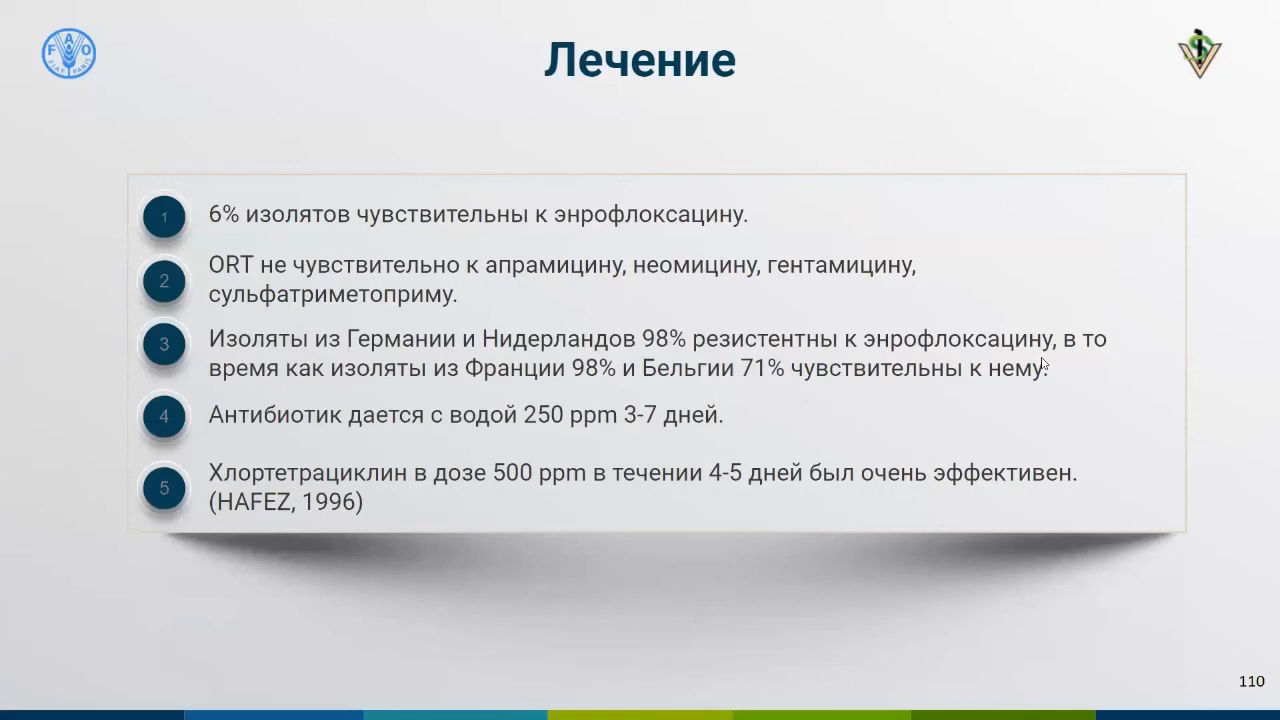 FAO
FIAT PANIS
Лечение
1 6% изолятов чувствительны к энрофлоксацину.
2 ORT не чувствительно к апрамицину, неомицину, гентамицину,
сульфатриметоприму.
3 Изоляты из Германии и Нидерландов 98% резистентны к энрофлоксацину, в то
время как изоляты из Франции 98% и Бельгии 71% чувствительны к нему.
4 Антибиотик дается с водой 250 ppm 3-7 дней.
5 Хлортетрациклин в дозе 500 ppm в течении 4-5 дней был очень эффективен.
(HAFEZ, 1996)
110